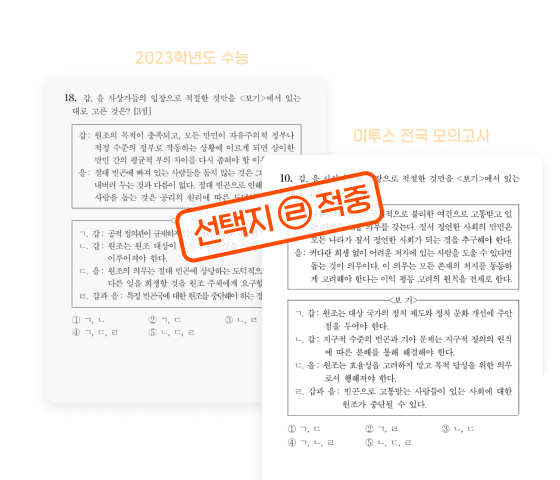 2023학년도 수능
18. 갑, 을 사상가들의 입장으로 적절한 것만을 <보기>에서 있는
대로 고른 것은? [3점]
갑: 원조의 목적이 충족되고, 모든 만민이 자유주의적 정부나
적정 수준의 정부로 작동하는 상황에 이르게 되면 상이한
만민 간의 평균적 부의 차이를 다시 좁혀야 할
을: 절대 빈곤에 빠져 있는 사람들을 돕지 않는 것은
내버려 두는 것과 다름이 없다. 절대 빈곤으로 인해
사람을 돕는 것은 공리의 원리에 따른
ㄱ. 갑: 공적 정의관이 규제하
ㄴ. 갑: 원조는 원조 대상이
이루어져야 한다.
ㄷ. 을: 원조의 의무는 절대 빈곤에 상당하는 도덕적으
다른 일을 희생할 것을 원조 주체에게 요구할
ㄹ. 갑과 을: 특정 빈곤국에 대한 원조를 중단해야 하는
① ㄱ, ㄴ ② ㄱ, ㄷ ③ ㄴ, ㄹ
④ ㄱ, ㄷ, ㄹ ⑤ ㄴ, ㄷ, ㄹ
선택지 ㄹ 적중
이투스 전국 모의고사
10. 갑, 을 장으로 적절한 것만을 <보기>에서 있는
적으로 불리한 여건으로 고통받고 있
의무를 갖는다. 질서 정연한 사회의 만민은
모든 나라가 질서 정연한 사회가 되는 것을 추구해야 한다.
을: 커다란 희생 없이 어려운 처지에 있는 사람을 도울 수 있다면
돕는 것이 의무이다. 이 의무는 모든 존재의 처지를 동등하
게 고려해야 한다는 이익 평등 고려의 원칙을 전제로 한다.
<보 기>
ㄱ. 갑: 원조는 대상 국가의 정치 제도와 정치 문화 개선에 주안
점을 두어야 한다.
ㄴ. 갑: 지구적 수준의 빈곤과 기아 문제는 지구적 정의의 원칙
에 따른 분배를 통해 해결해야 한다.
ㄷ. 을: 원조는 효율성을 고려하지 말고 목적 달성을 위한 의무
로서 행해져야 한다.
ㄹ. 갑과 을: 빈곤으로 고통받는 사람들이 있는 사회에 대한
원조가 중단될 수 있다.
① ㄱ, ㄷ ② ㄱ, ㄹ ③ ㄴ, ㄷ
④ ㄱ, ㄴ, ㄹ ⑤ ㄴ, ㄷ, ㄹ